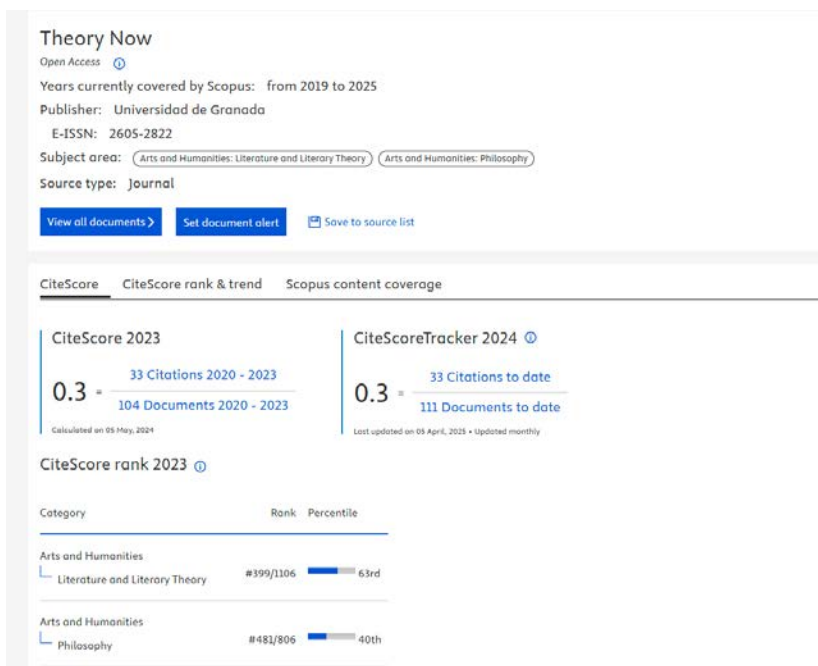 Theory Now
Open Access
Years currently covered by Scopus: from 2019 to 2025
Publisher: Universidad de Granada
E-ISSN: 2605-2822
Subject area: Arts and Humanities: Literature and Literary Theory Arts and Humanities: Philosophy
Source type: Journal
View all documents > Set document alert Save to source list
CiteScore CiteScore rank & trend Scopus content coverage
CiteScore 2023
0.3 =
33 Citations 2020 - 2023
104 Documents 2020 - 2023
Calculated on 05 May, 2024
CiteScoreTracker 2024
0.3 =
33 Citations to date
111 Documents to date
Last updated on 05 April, 2025 • Updated monthly
CiteScore rank 2023
Category Rank Percentile
Arts and Humanities
Literature and Literary Theory #399/1106 63rd
Arts and Humanities
Philosophy #481/806 40th